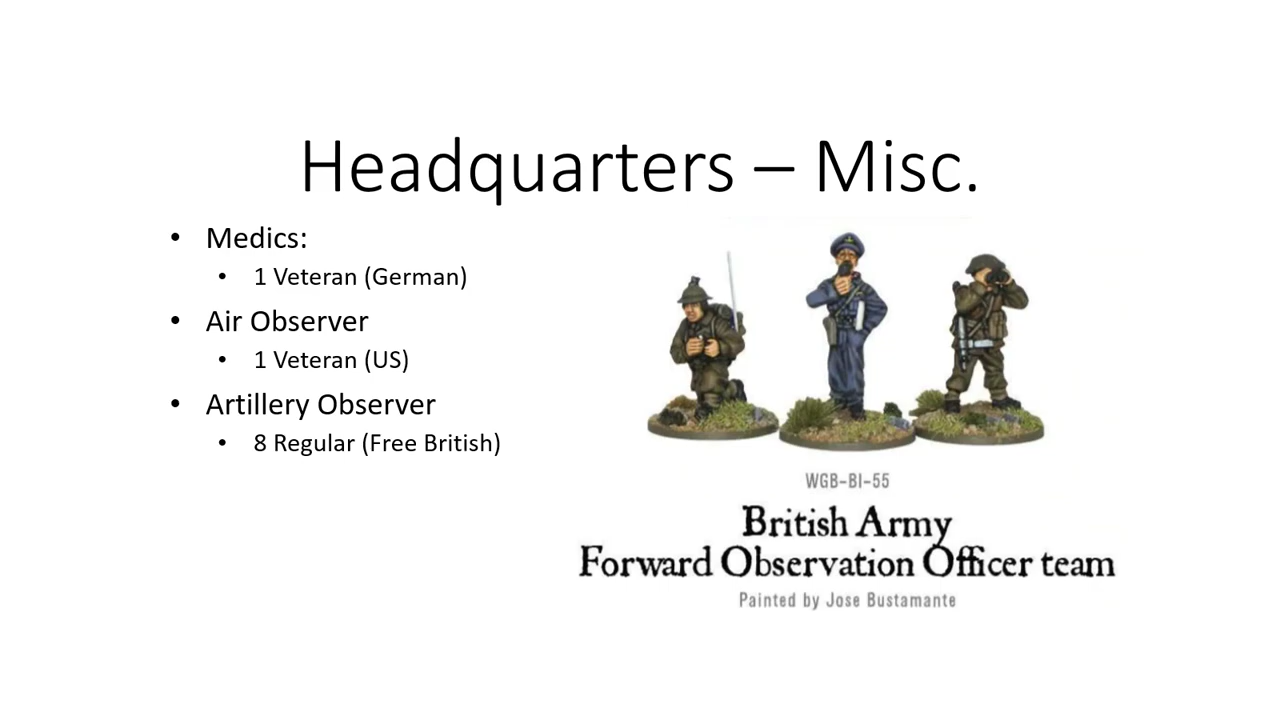 Headquarters – Misc.
• Medics:
• 1 Veteran (German)
• Air Observer
• 1 Veteran (US)
• Artillery Observer
• 8 Regular (Free British)
WGB-BI-55
British Army
Forward Observation Officer team
Painted by Jose Bustamante